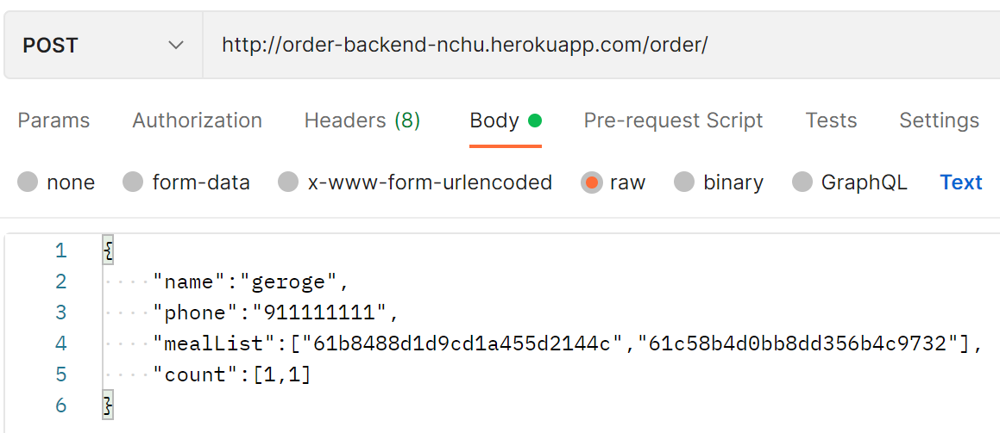 POST http://order-backend-nchu.herokuapp.com/order/
Params Authorization Headers (8) Body Pre-request Script Tests Settings
none form-data x-www-form-urlencoded raw binary GraphQL Text
1 {
2 "name":"geroge",
3 "phone":"911111111",
4 "mealList":["61b8488d1d9cd1a455d2144c","61c58b4d0bb8dd356b4c9732"],
5 "count":[1,1]
6 }